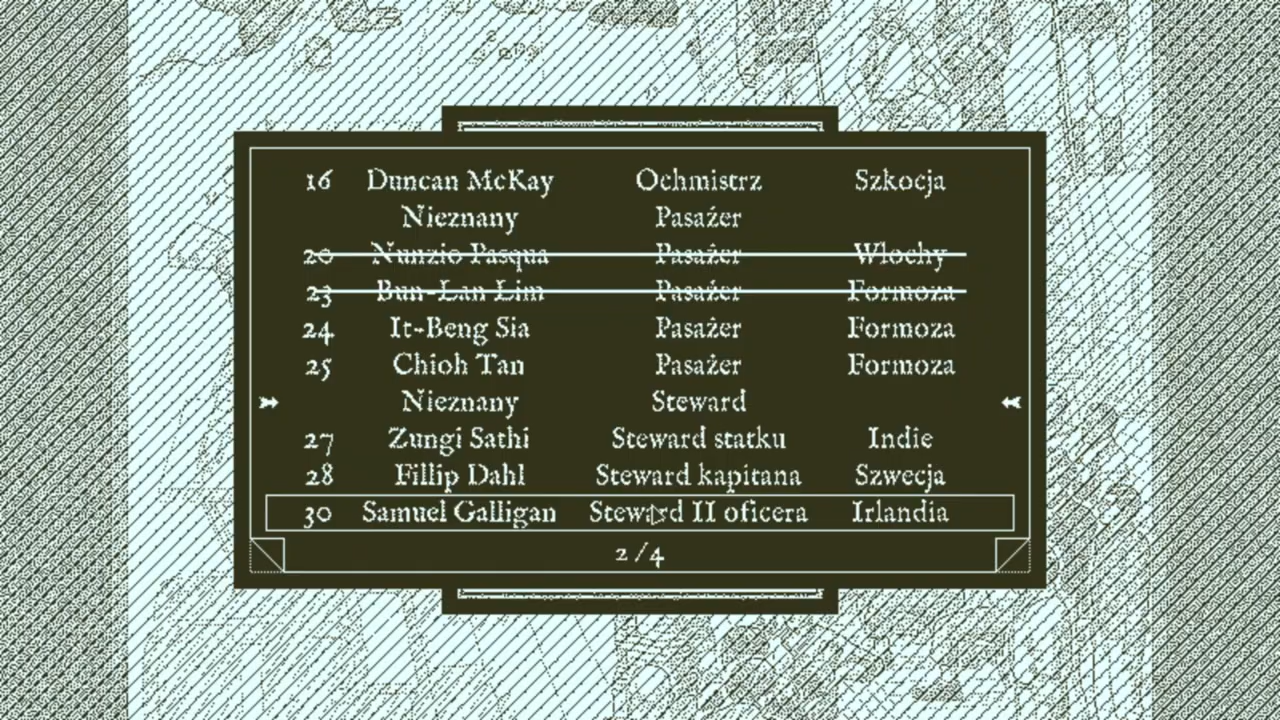 16 Duncan McKay Ochmistrz Szkocja
Nieznany Pasażer
20 Nunzio Pasqua Pasażer Włochy
23 Bun-Lan Lim Pasażer Formoza
24 It-Beng Sia Pasażer Formoza
25 Chioh Tan Pasażer Formoza
Nieznany Steward
27 Zungi Sathi Steward statku Indie
28 Fillip Dahl Steward kapitana Szwecja
30 Samuel Galligan Steward II oficera Irlandia
2/4